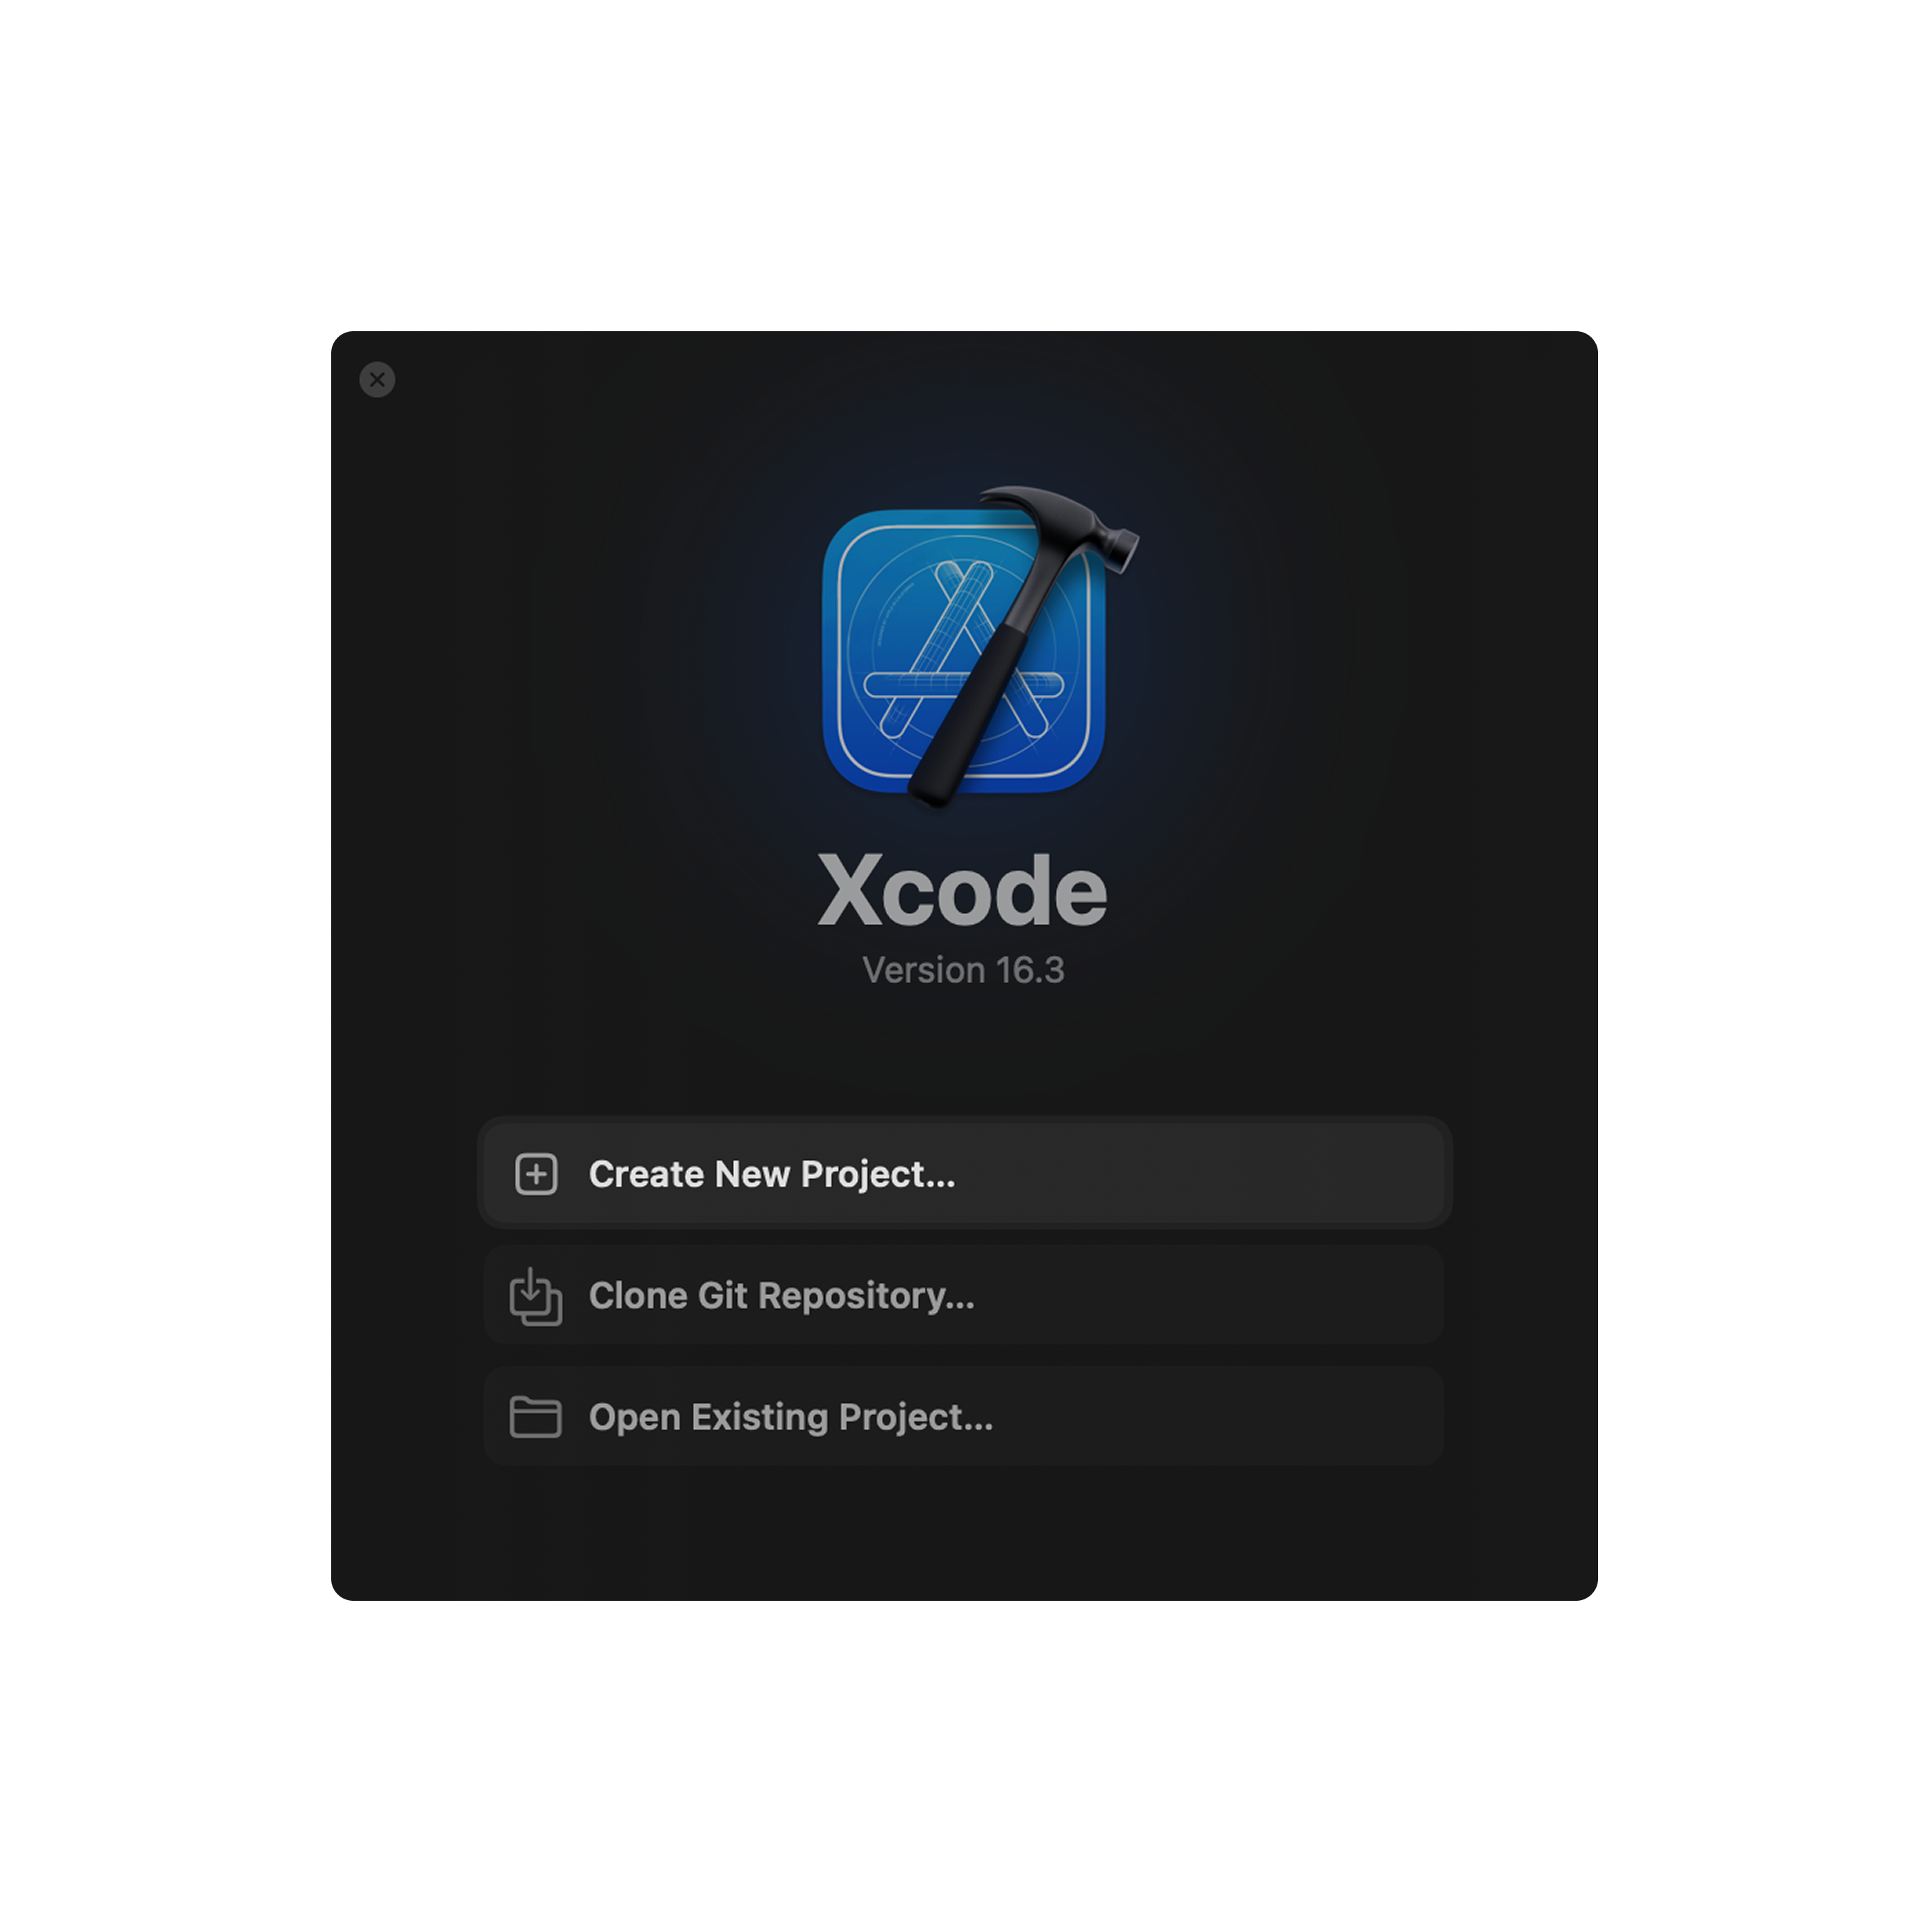 Xcode
Version 16.3
Create New Project...
Clone Git Repository...
Open Existing Project...